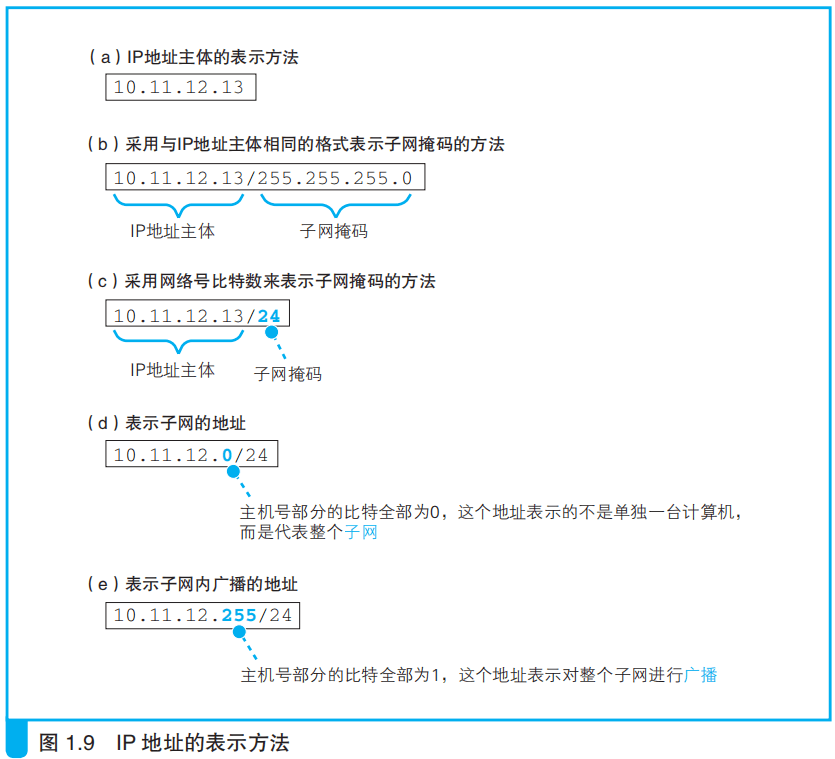 （a）IP地址主体的表示方法
10.11.12.13
（b）采用与IP地址主体相同的格式表示子网掩码的方法
10.11.12.13/255.255.255.0
IP地址主体 子网掩码
（c）采用网络号比特数来表示子网掩码的方法
10.11.12.13/24
IP地址主体 子网掩码
（d）表示子网的地址
10.11.12.0/24
主机号部分的比特全部为0，这个地址表示的不是单独一台计算机，
而是代表整个子网
（e）表示子网内广播的地址
10.11.12.255/24
主机号部分的比特全部为1，这个地址表示对整个子网进行广播
图 1.9 IP 地址的表示方法